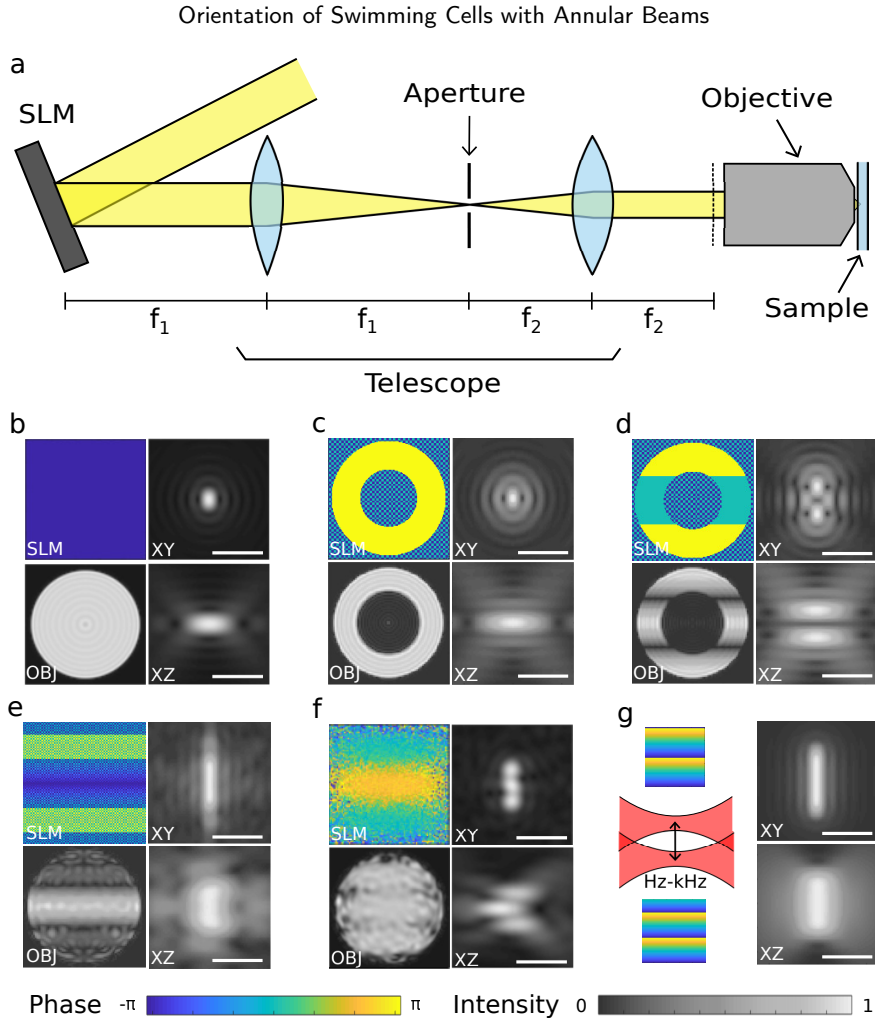 Orientation of Swimming Cells with Annular Beams
a
SLM
Aperture
Objective
Sample
f1 f1 f2 f2
Telescope
b
SLM XY
OBJ XZ
c
SLM XY
OBJ XZ
d
SLM XY
OBJ XZ
e
SLM XY
OBJ XZ
f
SLM XY
OBJ XZ
g
XY
Hz-kHz
XZ
Phase -π π Intensity 0 1